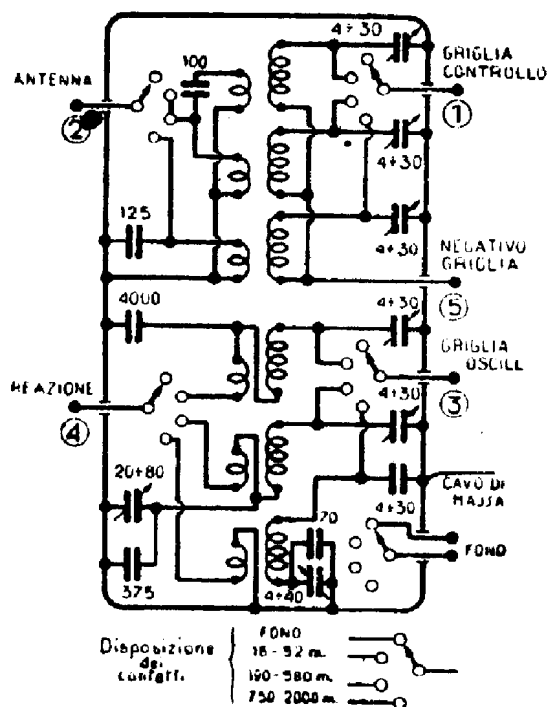 4÷30
100
GRIGLIA
CONTROLLO
ANTENNA
①
②
4÷30
125
4÷30
NEGATIVO
GRIGLIA
4000
4÷30
⑤
GRIGLIA
OSCILL
REAZIONE
4÷30
③
④
20÷80
CAVO DI
MASSA
4÷30
70
FONO
375
4÷40
Disposizione
dei
contatti
FONO
16-52 m.
190-580 m.
750-2000 m.